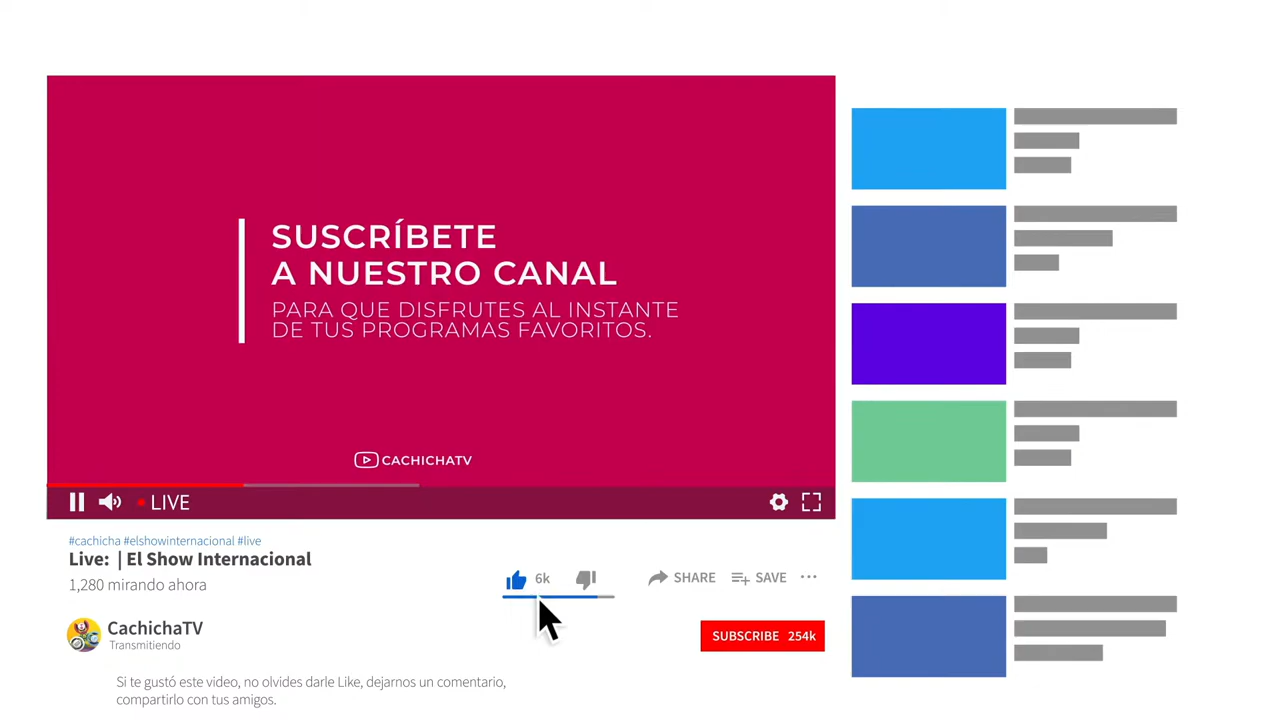 SUSCRÍBETE
A NUESTRO CANAL
PARA QUE DISFRUTES AL INSTANTE
DE TUS PROGRAMAS FAVORITOS.
CACHICHATV
LIVE
#cachicha #elshowinternacional #live
Live: | El Show Internacional
1,280 mirando ahora
6k
SHARE
SAVE
CachichaTV
Transmitiendo
SUBSCRIBE 254k
Si te gustó este video, no olvides darle Like, dejarnos un comentario,
compartirlo con tus amigos.